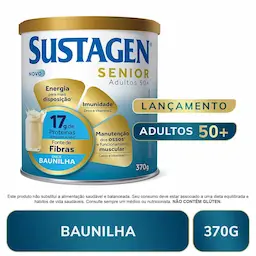 SUSTAGEN
NOVO
SENIOR
Adultos 50+
Energia
para mais
disposição
Imunidade
17g de
Proteínas
Fonte de
Fibras
Manutenção
dos ossos
e funcionamento
muscular
Sabor
BAUNILHA
370g
LANÇAMENTO
ADULTOS 50+
Este produto não substitui a alimentação saudável e balanceada. Seu consumo deve estar associado a uma dieta equilibrada e
hábitos de vida saudáveis. Consulte sempre um médico ou nutricionista. NÃO CONTÉM GLÚTEN.
BAUNILHA
370G